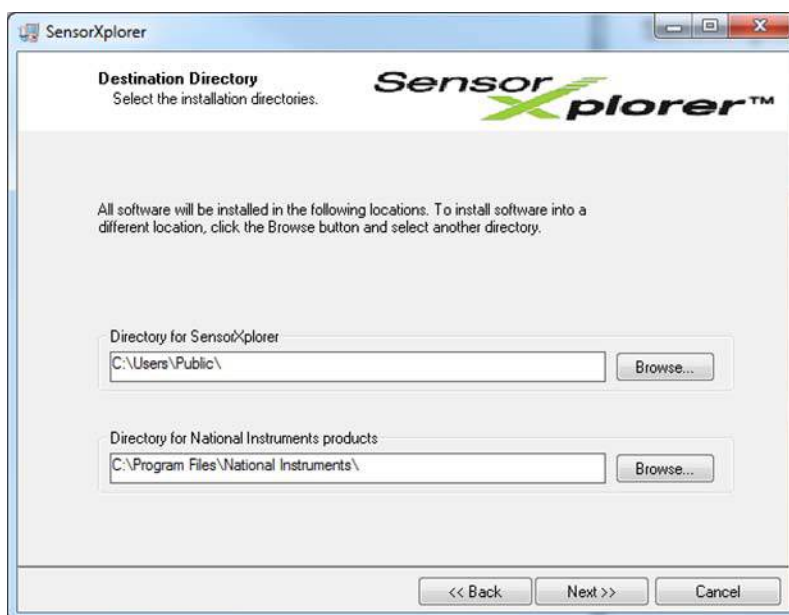 SensorXplorer
Destination Directory
Select the installation directories.
Sensor
Xplorer™
All software will be installed in the following locations. To install software into a
different location, click the Browse button and select another directory.
Directory for SensorXplorer
C:\Users\Public\
Browse...
Directory for National Instruments products
C:\Program Files\National Instruments\
Browse...
<< Back
Next >>
Cancel